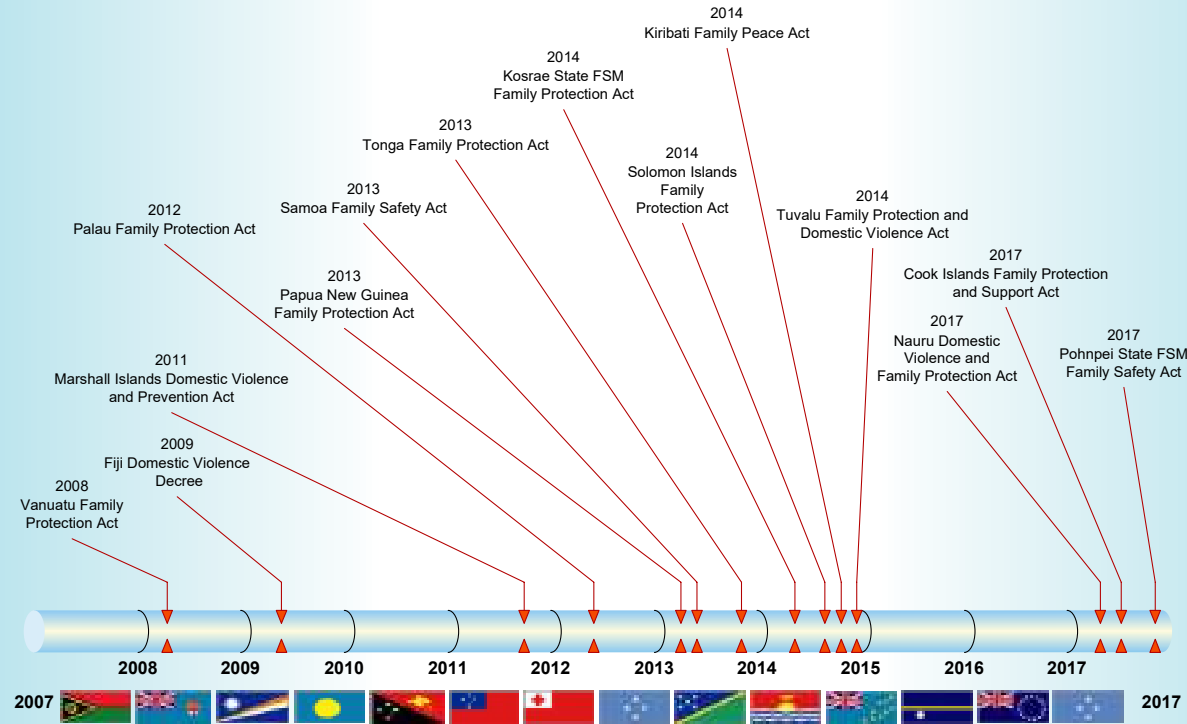 2014
Kiribati Family Peace Act
2014
Kosrae State FSM
Family Protection Act
2013
Tonga Family Protection Act
2014
Solomon Islands
Family
Protection Act
2013
Samoa Family Safety Act
2012
Palau Family Protection Act
2014
Tuvalu Family Protection and
Domestic Violence Act
2017
Cook Islands Family Protection
and Support Act
2013
Papua New Guinea
Family Protection Act
2017
Nauru Domestic
Violence and
Family Protection Act
2017
Pohnpei State FSM
Family Safety Act
2011
Marshall Islands Domestic Violence
and Prevention Act
2009
Fiji Domestic Violence
Decree
2008
Vanuatu Family
Protection Act
2008 2009 2010 2011 2012 2013 2014 2015 2016 2017
2007 2017